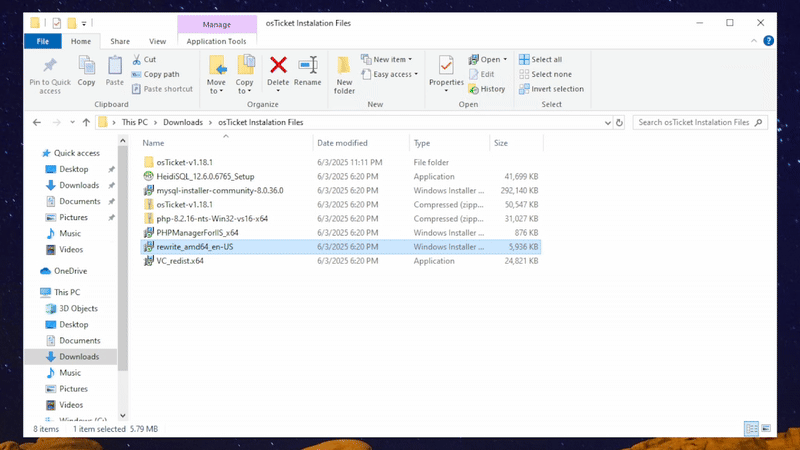 Manage
osTicket Instalation Files
File
Home
Share
View
Application Tools
Pin to Quick access
Copy
Paste
Cut
Copy path
Paste shortcut
Clipboard
Move to
Copy to
Delete
Rename
Organize
New folder
New item
Easy access
New
Properties
Open
Edit
History
Open
Select all
Select none
Invert selection
Select
This PC > Downloads > osTicket Instalation Files
Search osTicket Instalation Files
Name Date modified Type Size
osTicket-v1.18.1 6/3/2025 11:11 PM File folder
HeidiSQL_12.6.0.6765_Setup 6/3/2025 6:20 PM Application 41,699 KB
mysql-installer-community-8.0.36.0 6/3/2025 6:20 PM Windows Installer ... 292,140 KB
osTicket-v1.18.1 6/3/2025 6:20 PM Compressed (zipp... 50,547 KB
php-8.2.16-nts-Win32-vs16-x64 6/3/2025 6:20 PM Compressed (zipp... 31,027 KB
PHPManagerForIIS_x64 6/3/2025 6:20 PM Windows Installer ... 876 KB
rewrite_amd64_en-US 6/3/2025 6:20 PM Windows Installer ... 5,936 KB
VC_redist.x64 6/3/2025 6:20 PM Application 24,821 KB
Quick access
Desktop
Downloads
Documents
Pictures
Music
Videos
OneDrive
This PC
3D Objects
Desktop
Documents
Downloads
Music
Pictures
Videos
Windows (C:)
8 items 1 item selected 5.79 MB